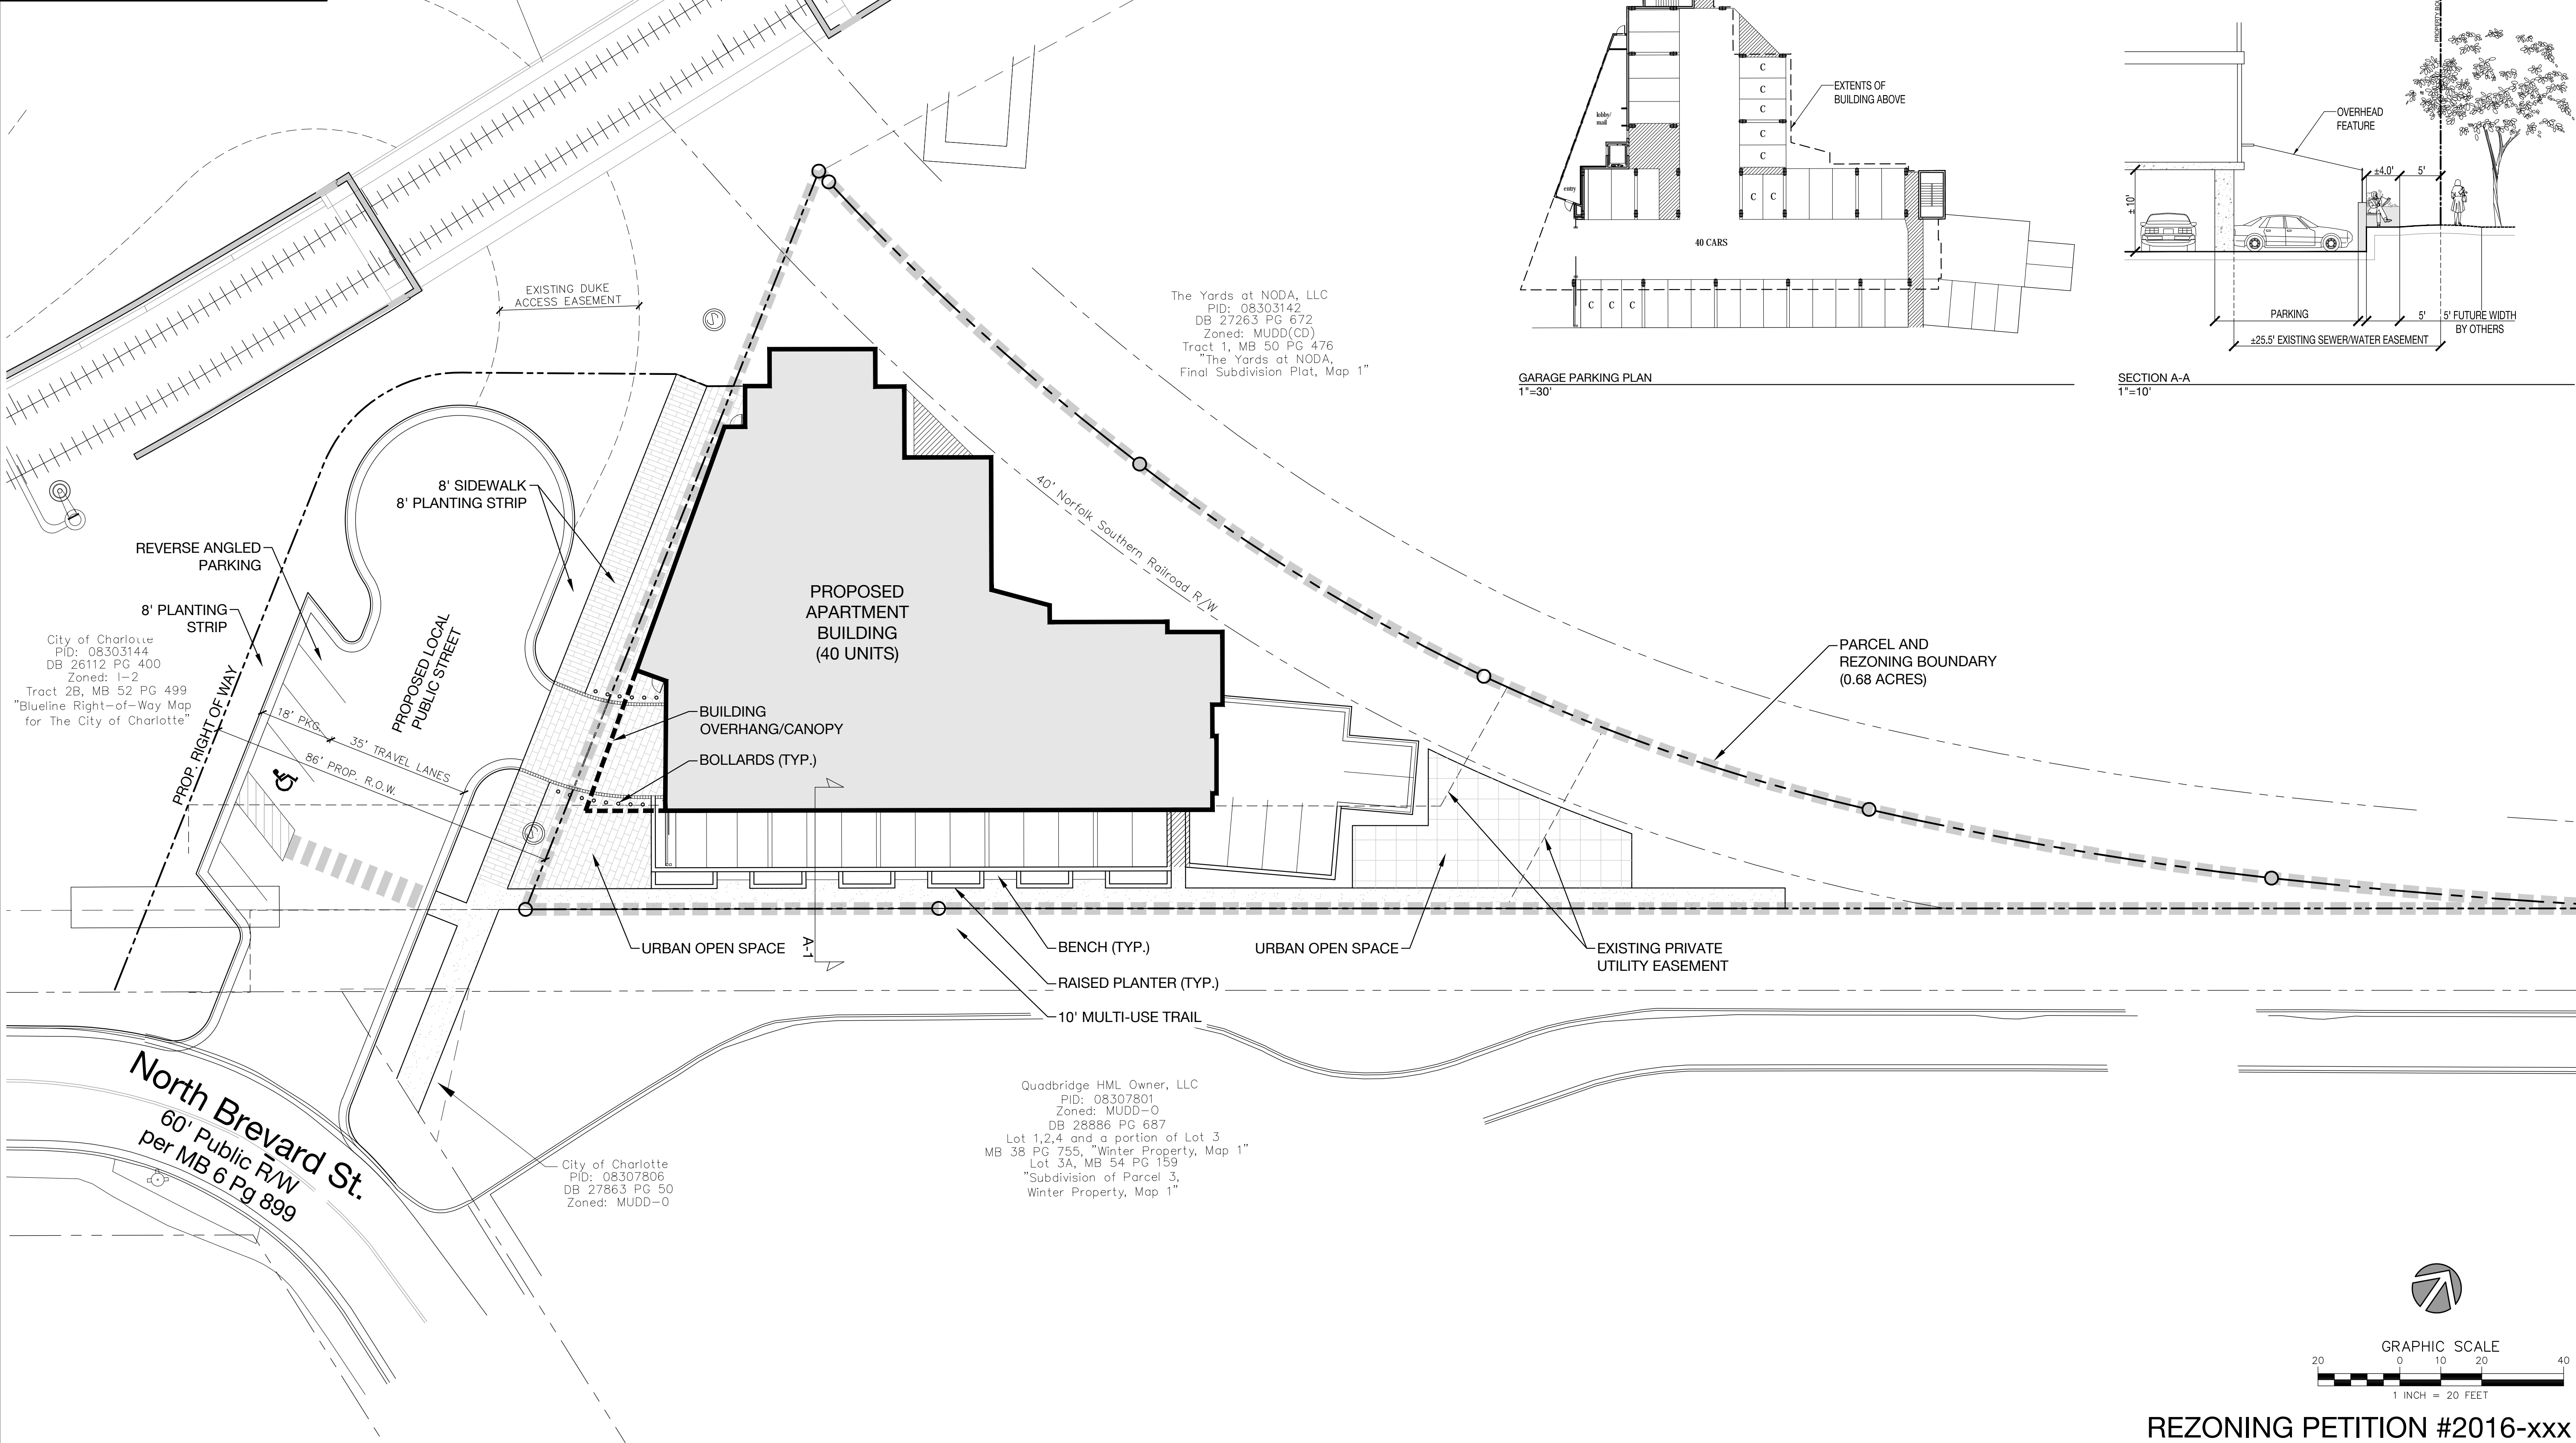 EXTENTS OF
BUILDING ABOVE
lobby/
mail
entry
C
C
C
C
C
C
C
40 CARS
C
C
C
GARAGE PARKING PLAN
1"=30'
OVERHEAD
FEATURE
±4.0'
5'
±10'
PARKING
5'
5' FUTURE WIDTH
BY OTHERS
±25.5' EXISTING SEWER/WATER EASEMENT
SECTION A-A
1"=10'
EXISTING DUKE
ACCESS EASEMENT
The Yards at NODA, LLC
PID: 08303142
DB 27263 PG 672
Zoned: MUDD(CD)
Tract 1, MB 50 PG 476
"The Yards at NODA,
Final Subdivision Plat, Map 1"
8' SIDEWALK
8' PLANTING STRIP
REVERSE ANGLED
PARKING
8' PLANTING
STRIP
City of Charlotte
PID: 08303144
DB 26112 PG 400
Zoned: I-2
Tract 2B, MB 52 PG 499
"Blueline Right-of-Way Map
for The City of Charlotte"
PROP. RIGHT OF WAY
PROPOSED LOCAL
PUBLIC STREET
18' PKG.
35' TRAVEL LANES
86' PROP. R.O.W.
PROPOSED
APARTMENT
BUILDING
(40 UNITS)
40' Norfolk Southern Railroad R/W
BUILDING
OVERHANG/CANOPY
BOLLARDS (TYP.)
PARCEL AND
REZONING BOUNDARY
(0.68 ACRES)
URBAN OPEN SPACE
A-1
BENCH (TYP.)
RAISED PLANTER (TYP.)
10' MULTI-USE TRAIL
URBAN OPEN SPACE
EXISTING PRIVATE
UTILITY EASEMENT
North Brevard St.
60' Public R/W
per MB 6 Pg 899
City of Charlotte
PID: 08307806
DB 27863 PG 50
Zoned: MUDD-O
Quadbridge HML Owner, LLC
PID: 08307801
Zoned: MUDD-O
DB 28886 PG 687
Lot 1,2,4 and a portion of Lot 3
MB 38 PG 755, "Winter Property, Map 1"
Lot 3A, MB 54 PG 159
"Subdivision of Parcel 3,
Winter Property, Map 1"
GRAPHIC SCALE
20 0 10 20 40
1 INCH = 20 FEET
REZONING PETITION #2016-xxx